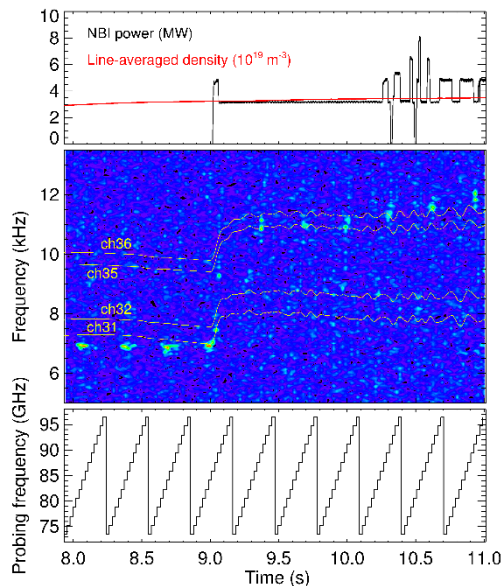 NBI power (MW)
Line-averaged density (10¹⁹ m⁻³)
10
8
6
4
2
0
Frequency (kHz)
12
10
8
6
ch36
ch35
ch32
ch31
Probing frequency (GHz)
95
90
85
80
75
8.0
8.5
9.0
9.5
10.0
10.5
11.0
Time (s)